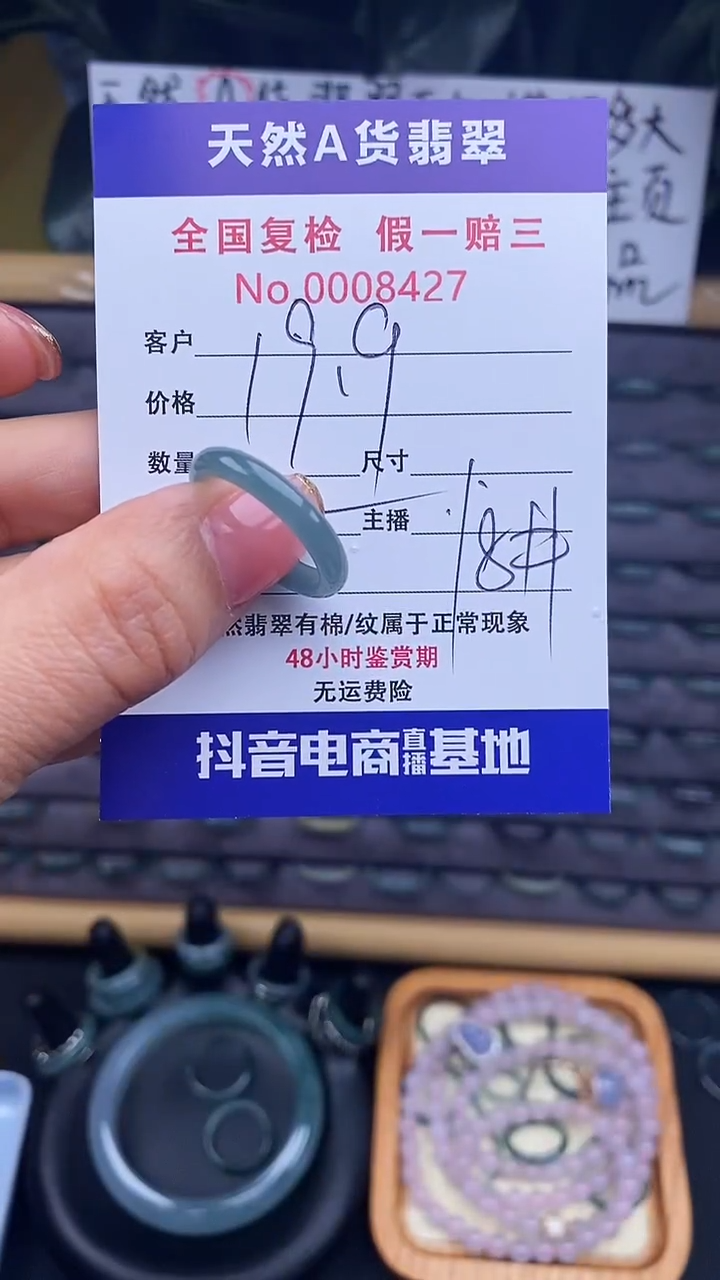 天然A货翡翠
全国复检 假一赔三
No 0008427
客户
19.9
价格
数量 尺寸
主播
18#
然翡翠有棉/纹属于正常现象
48小时鉴赏期
无运费险
抖音电商直播基地